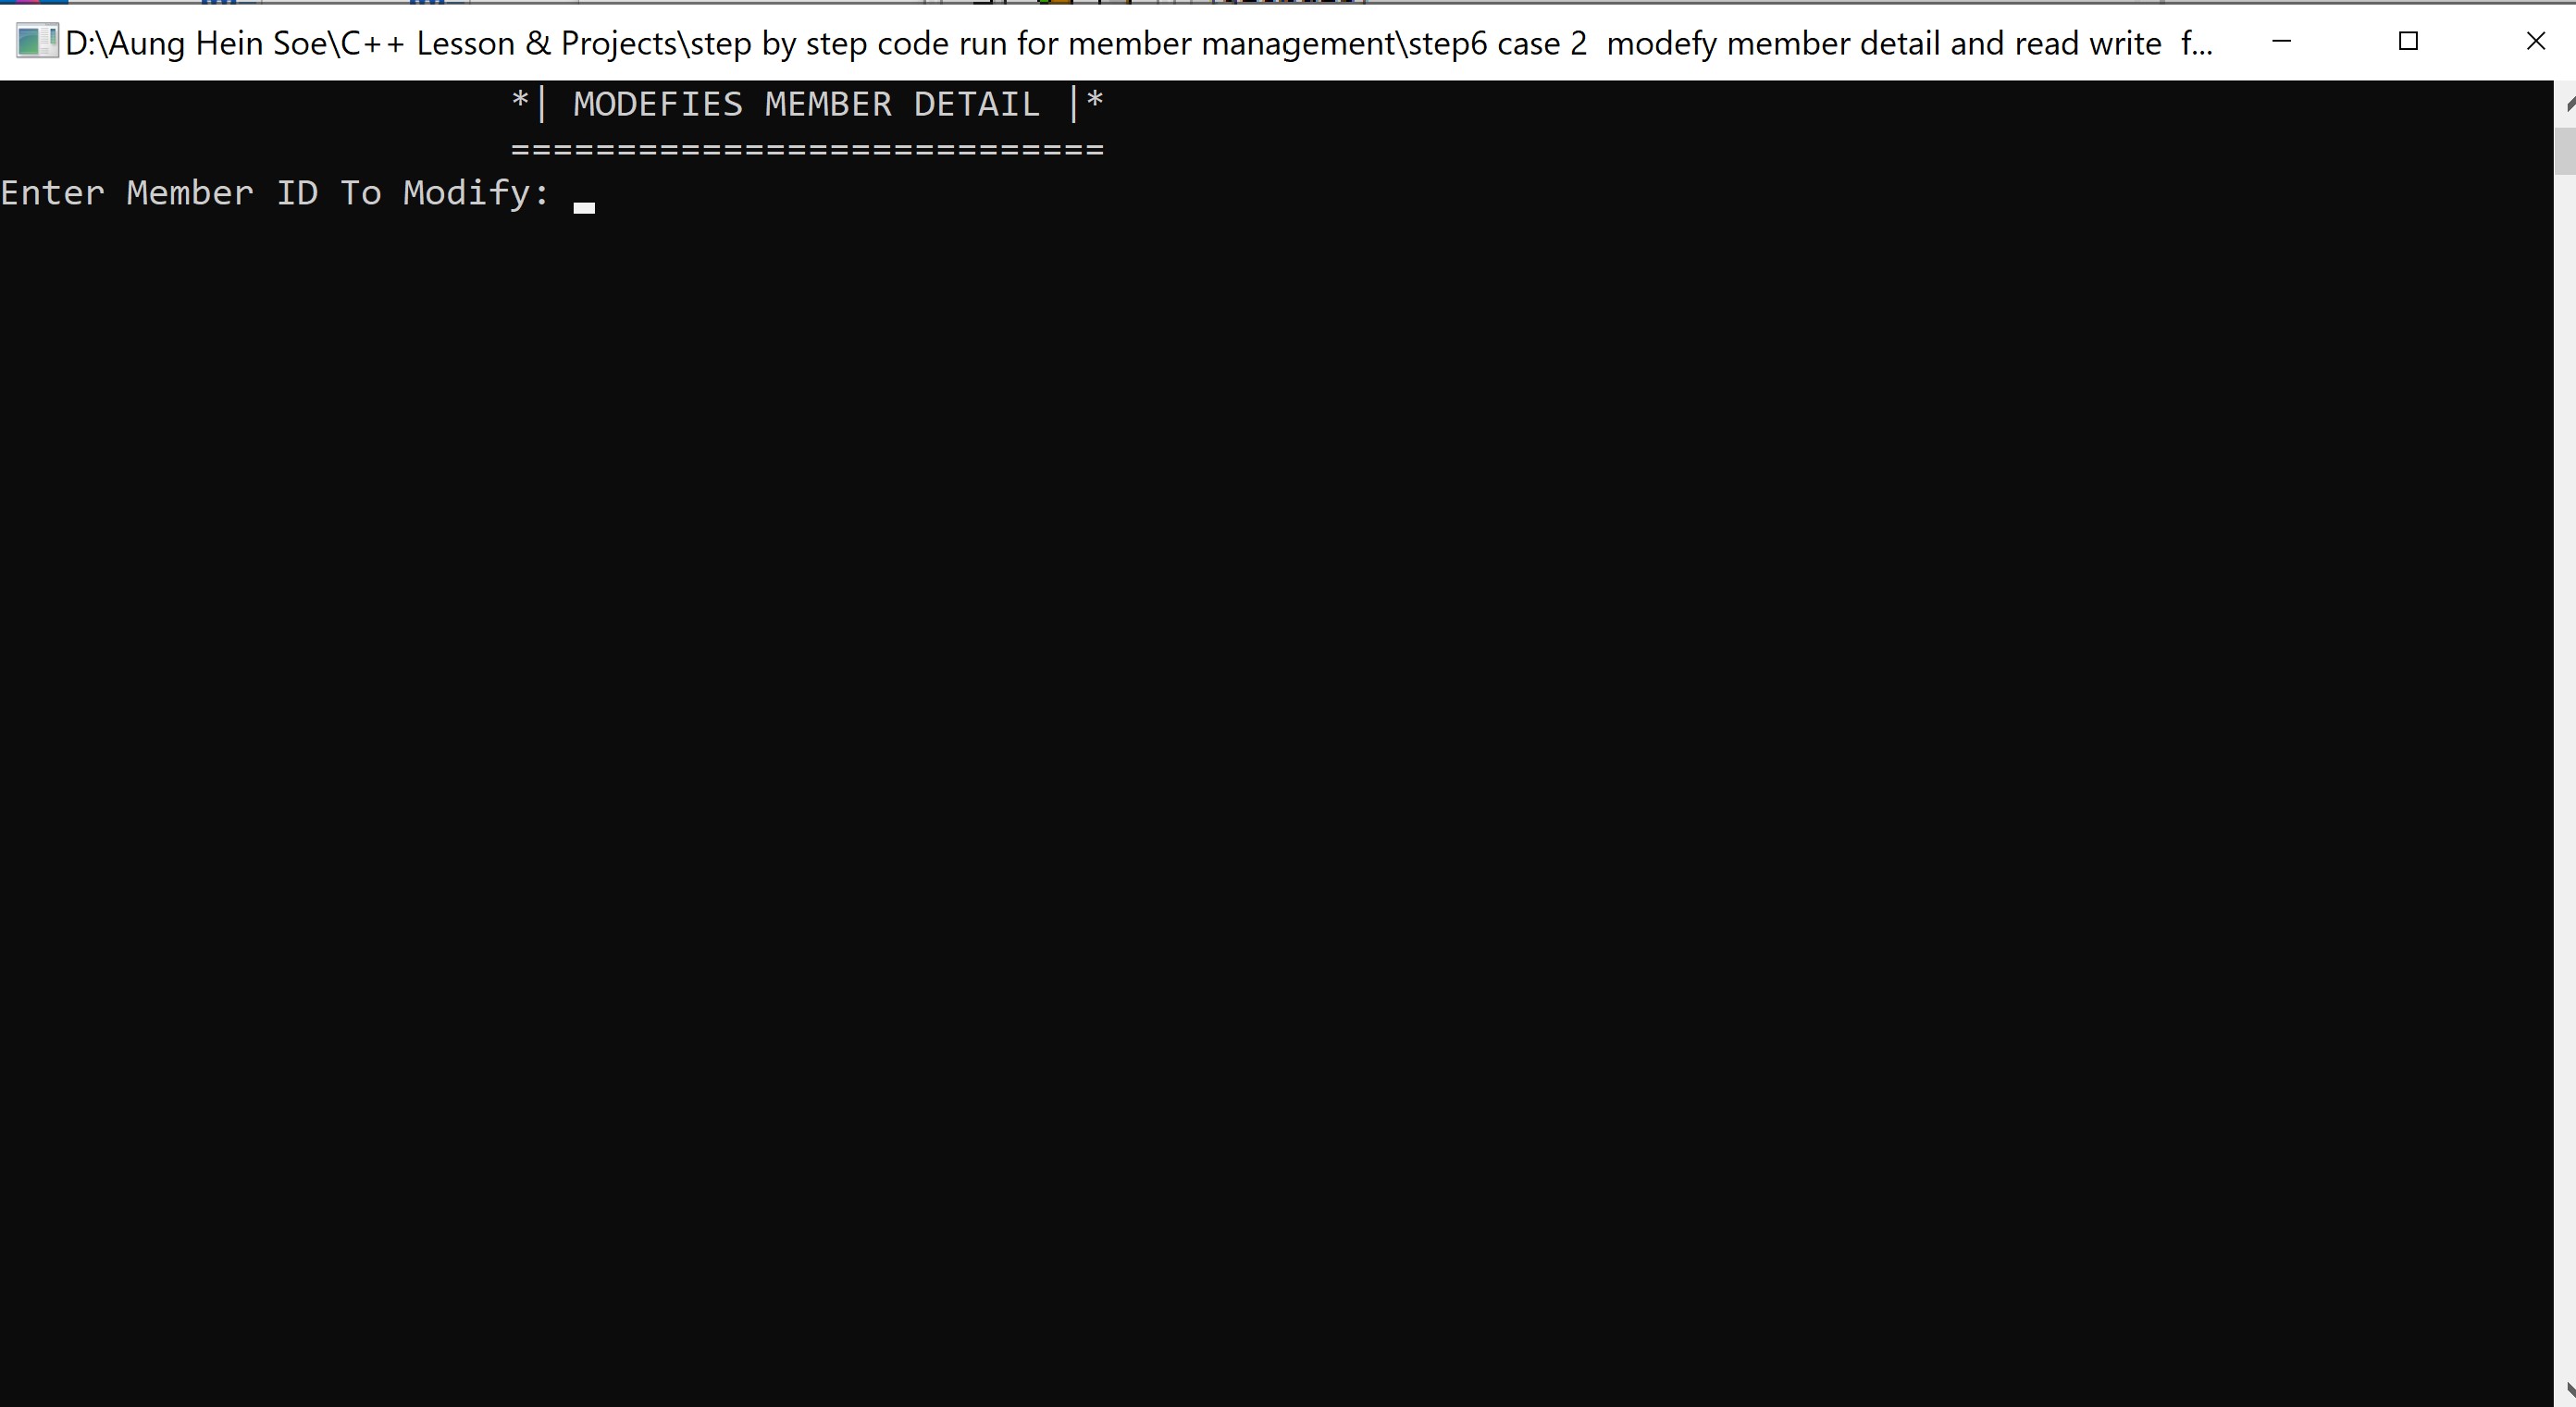 D:\Aung Hein Soe\C++ Lesson & Projects\step by step code run for member management\step6 case 2  modefy member detail and read write  f...
*| MODEFIES MEMBER DETAIL |*
============================
Enter Member ID To Modify: